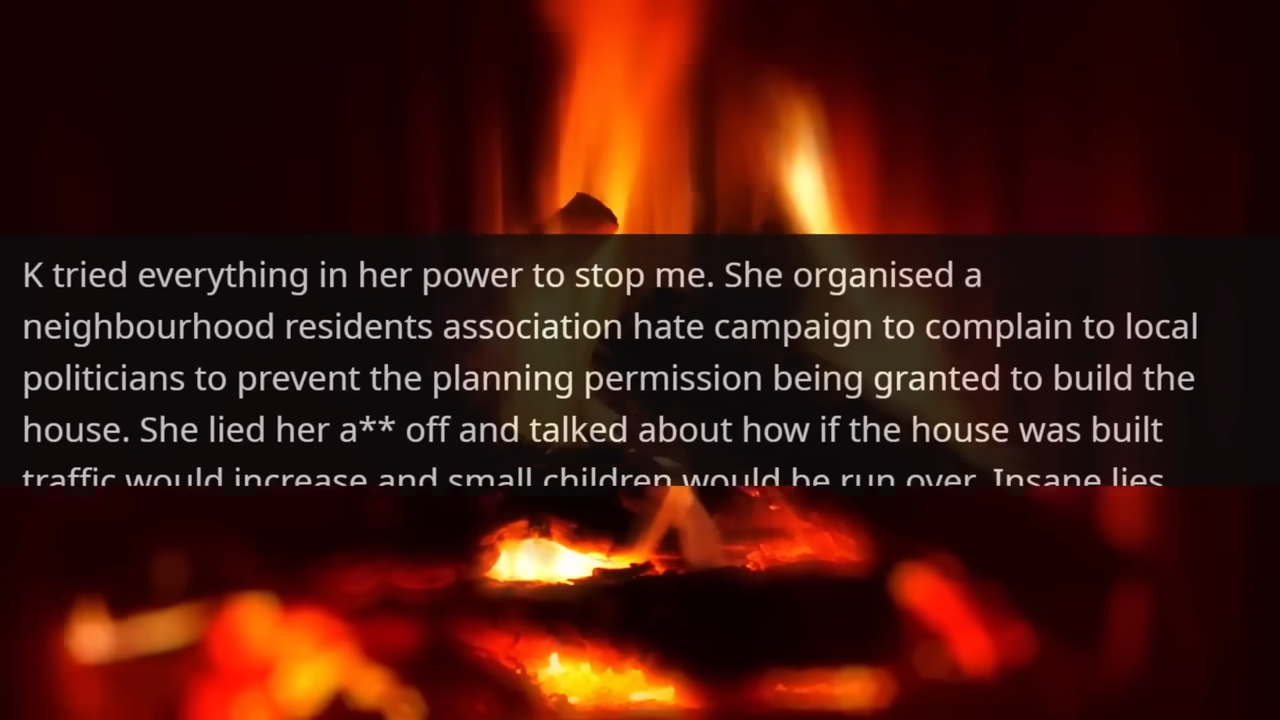 K tried everything in her power to stop me. She organised a
neighbourhood residents association hate campaign to complain to local
politicians to prevent the planning permission being granted to build the
house. She lied her a** off and talked about how if the house was built
traffic would increase and small children would be run over. Insane lies